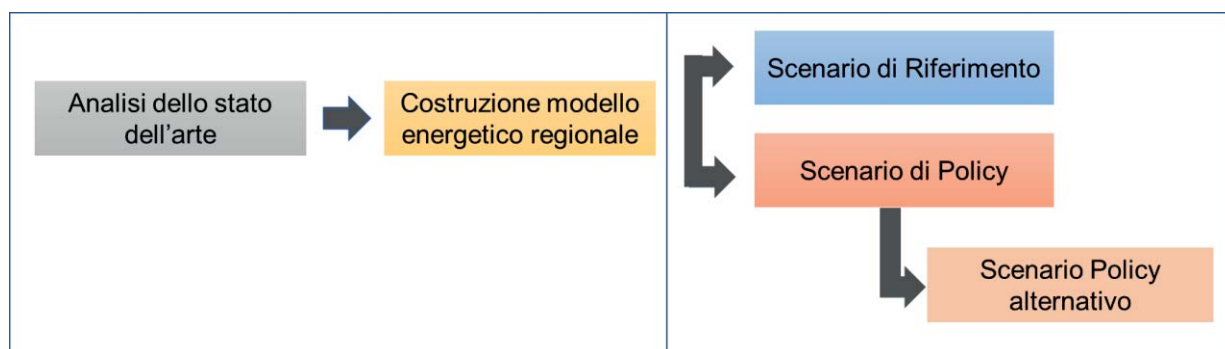 Analisi dello stato
dell'arte
Costruzione modello
energetico regionale
Scenario di Riferimento
Scenario di Policy
Scenario Policy
alternativo